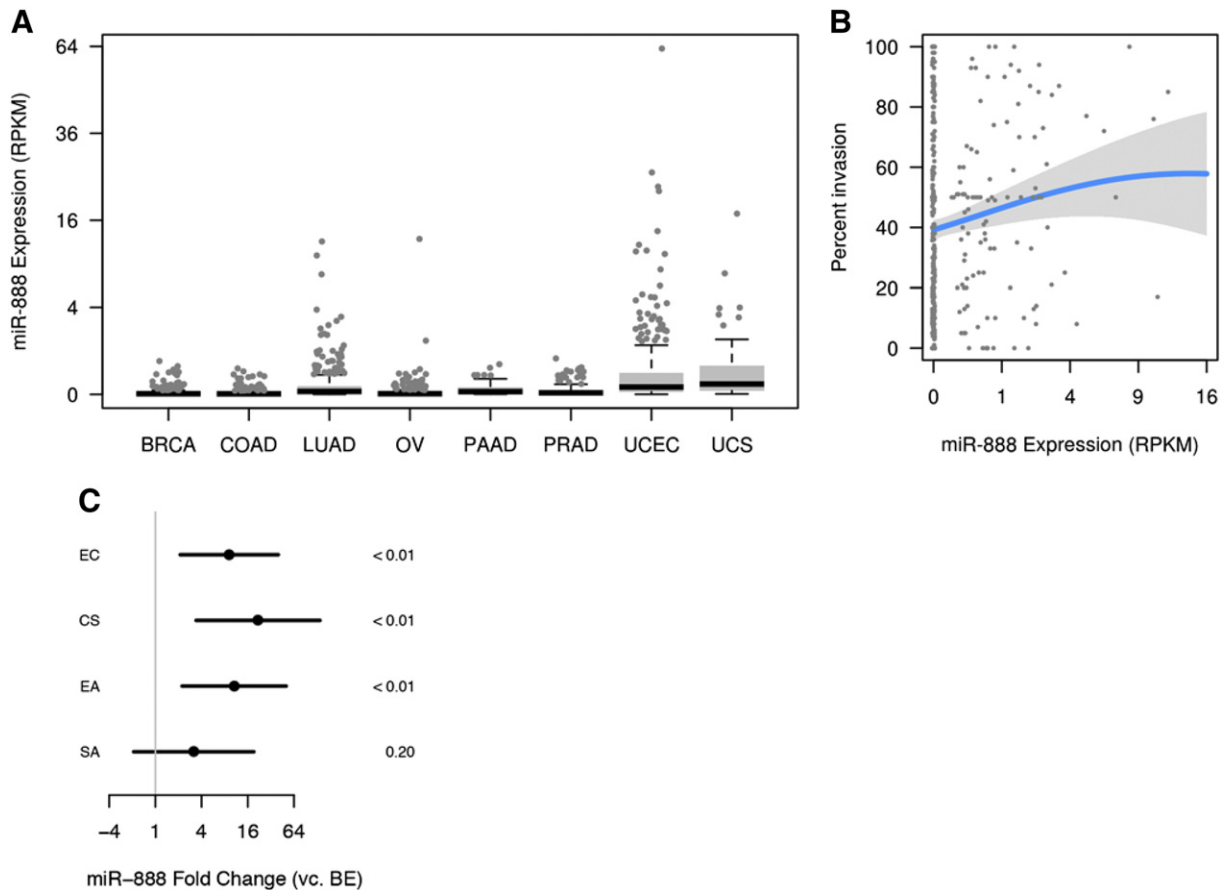 A
miR-888 Expression (RPKM)
64
36
16
4
0
BRCA COAD LUAD OV PAAD PRAD UCEC UCS
B
Percent invasion
100
80
60
40
20
0
0 1 4 9 16
miR-888 Expression (RPKM)
C
EC < 0.01
CS < 0.01
EA < 0.01
SA 0.20
−4 1 4 16 64
miR−888 Fold Change (vc. BE)